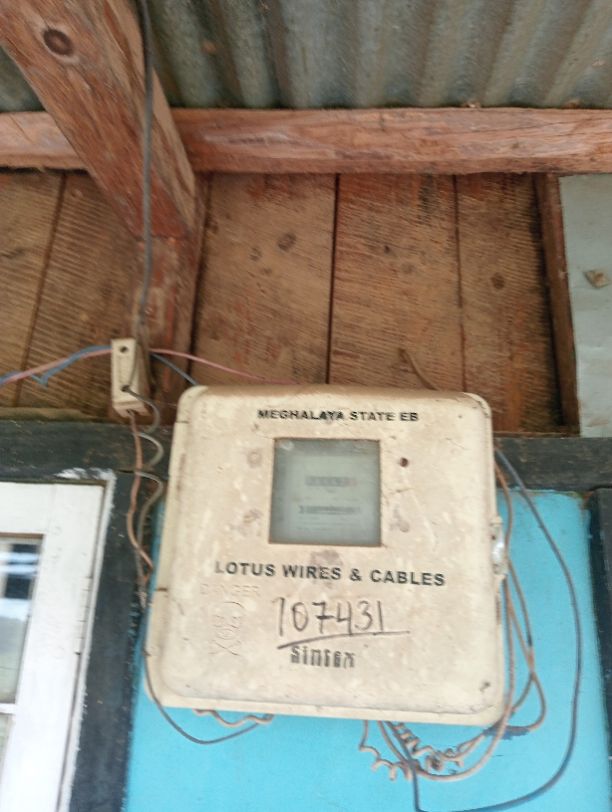 MEGHALAYA STATE EB
LOTUS WIRES & CABLES
DANGER
107431
Sintex